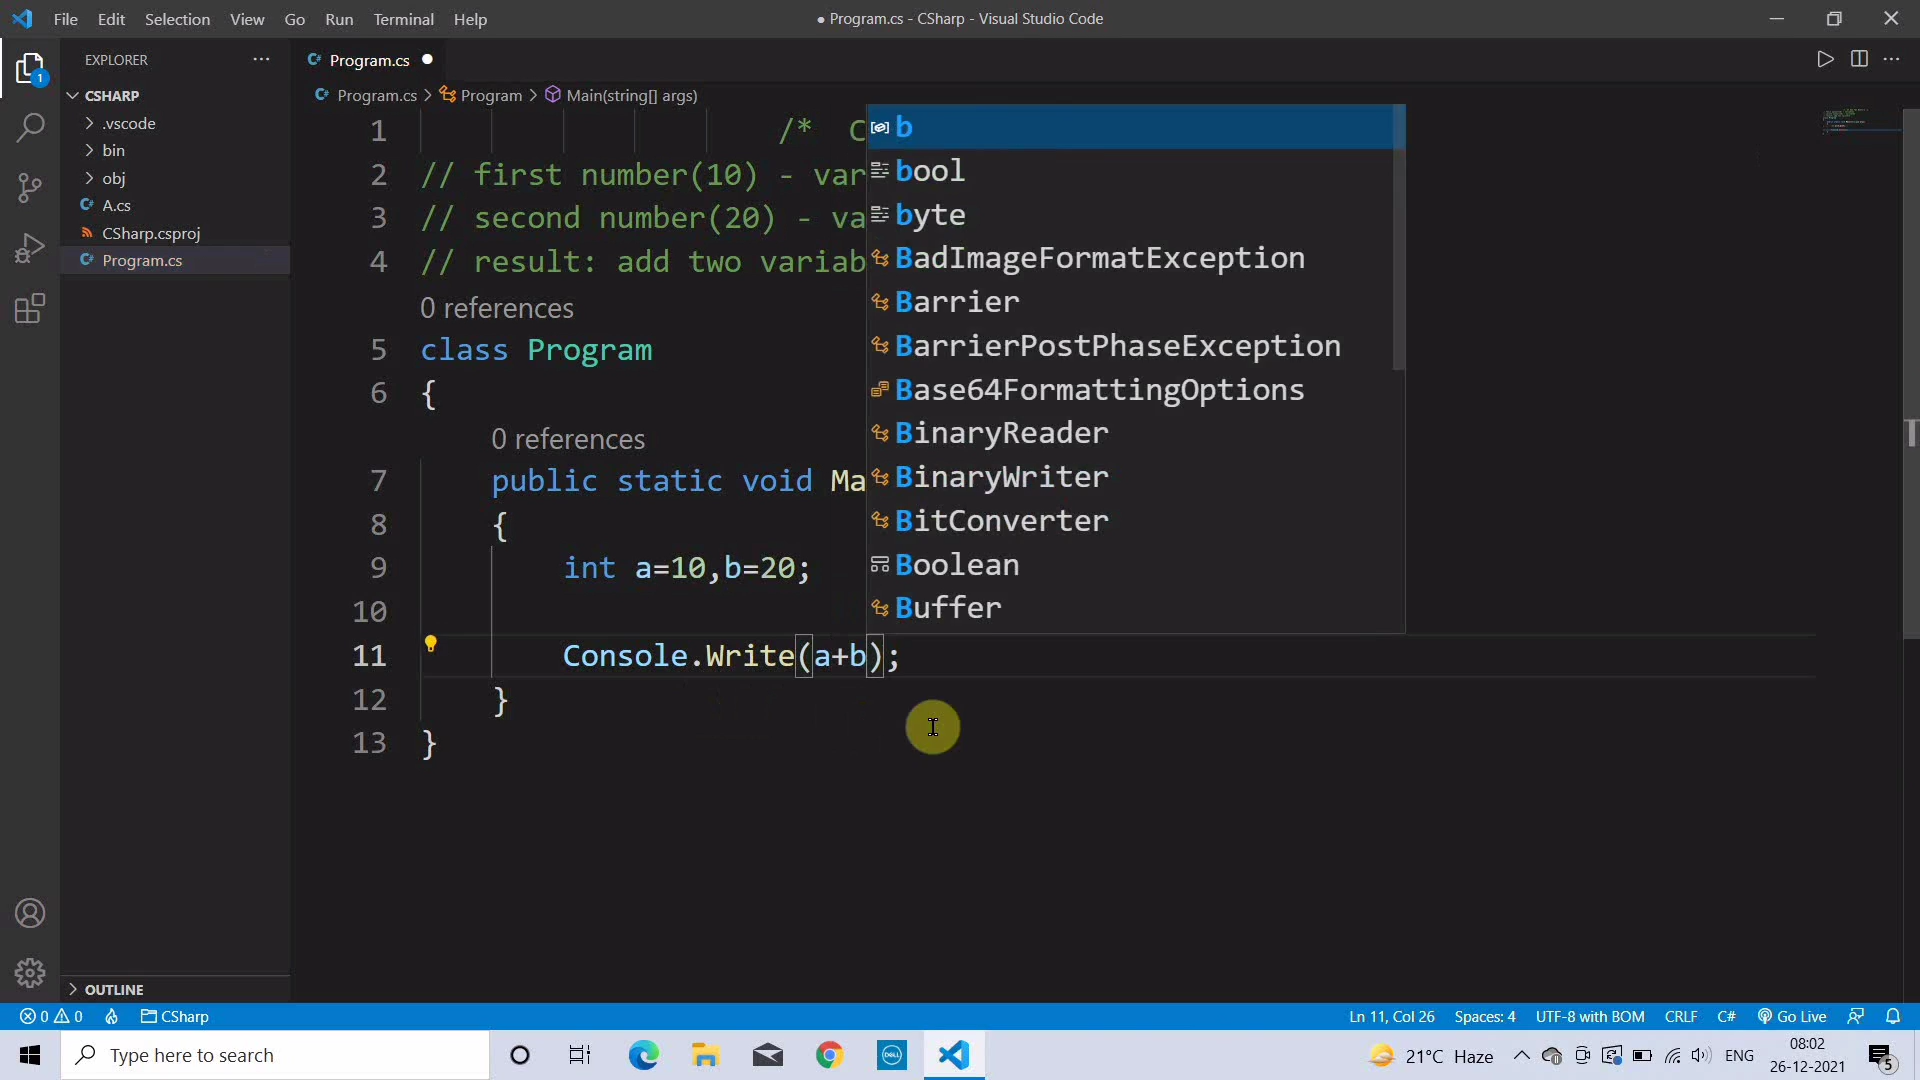 File Edit Selection View Go Run Terminal Help
● Program.cs - CSharp - Visual Studio Code
EXPLORER ···
CSHARP
.vscode
bin
obj
A.cs
CSharp.csproj
Program.cs
OUTLINE
1
Program.cs ●
Program.cs > Program > Main(string[] args)
1 /* C
2 // first number(10) - var
3 // second number(20) - va
4 // result: add two variab
0 references
5 class Program
6 {
0 references
7 public static void Ma
8 {
9 int a=10,b=20;
10
11 Console.Write(a+b);
12 }
13 }
b
bool
byte
BadImageFormatException
Barrier
BarrierPostPhaseException
Base64FormattingOptions
BinaryReader
BinaryWriter
BitConverter
Boolean
Buffer
0 0 CSharp
Ln 11, Col 26 Spaces: 4 UTF-8 with BOM CRLF C# Go Live
Type here to search
DELL
21°C Haze
ENG
08:02
26-12-2021
5